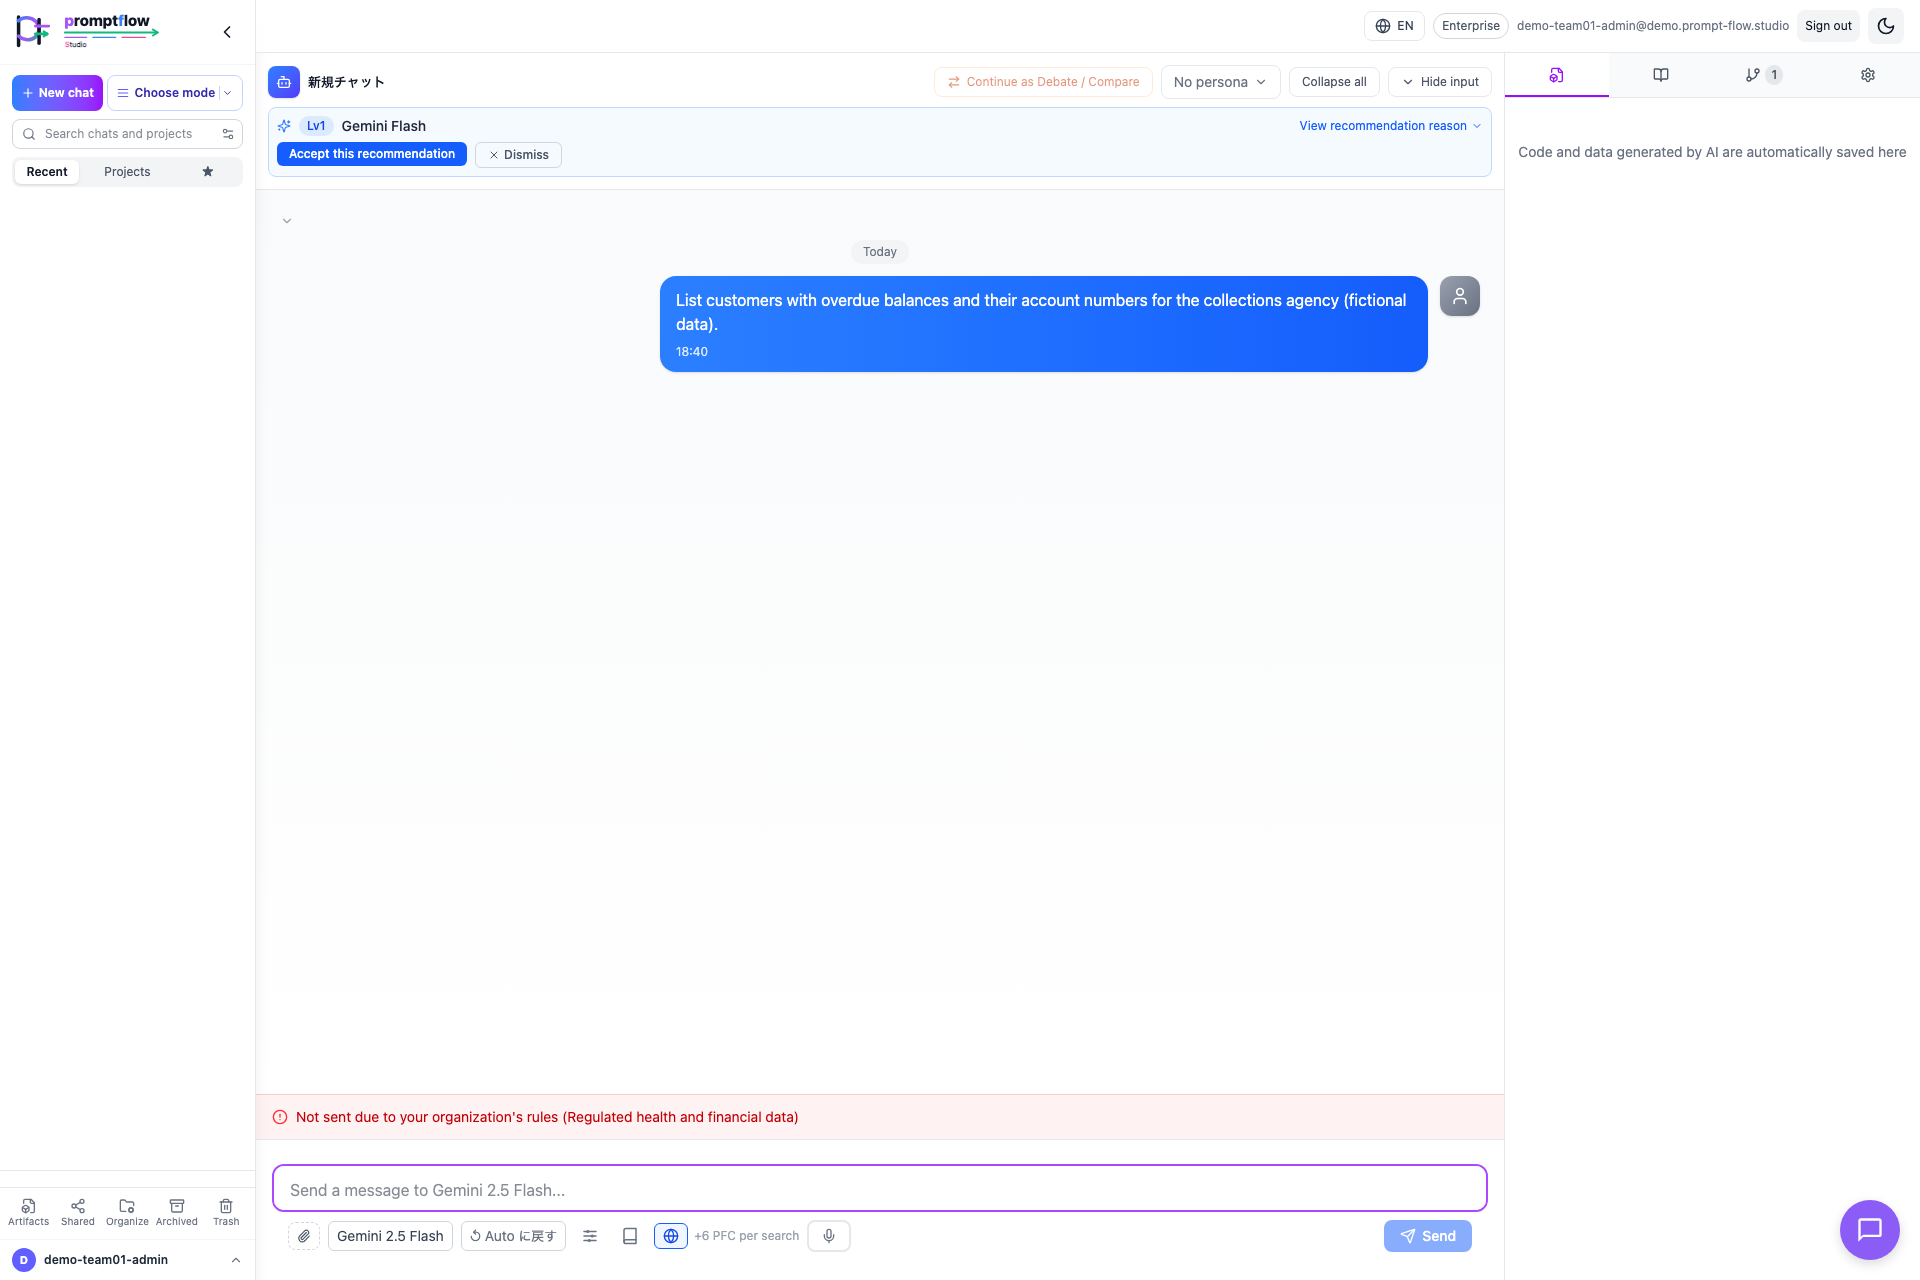 promptflow
Studio
EN
Enterprise
demo-team01-admin@demo.prompt-flow.studio
Sign out
New chat
Choose mode
Search chats and projects
Recent
Projects
新規チャット
Continue as Debate / Compare
No persona
Collapse all
Hide input
Lv1
Gemini Flash
View recommendation reason
Accept this recommendation
Dismiss
Today
List customers with overdue balances and their account numbers for the collections agency (fictional
data).
18:40
1
Code and data generated by AI are automatically saved here
Not sent due to your organization's rules (Regulated health and financial data)
Send a message to Gemini 2.5 Flash...
Gemini 2.5 Flash
Auto に戻す
+6 PFC per search
Send
Artifacts
Shared
Organize
Archived
Trash
D
demo-team01-admin